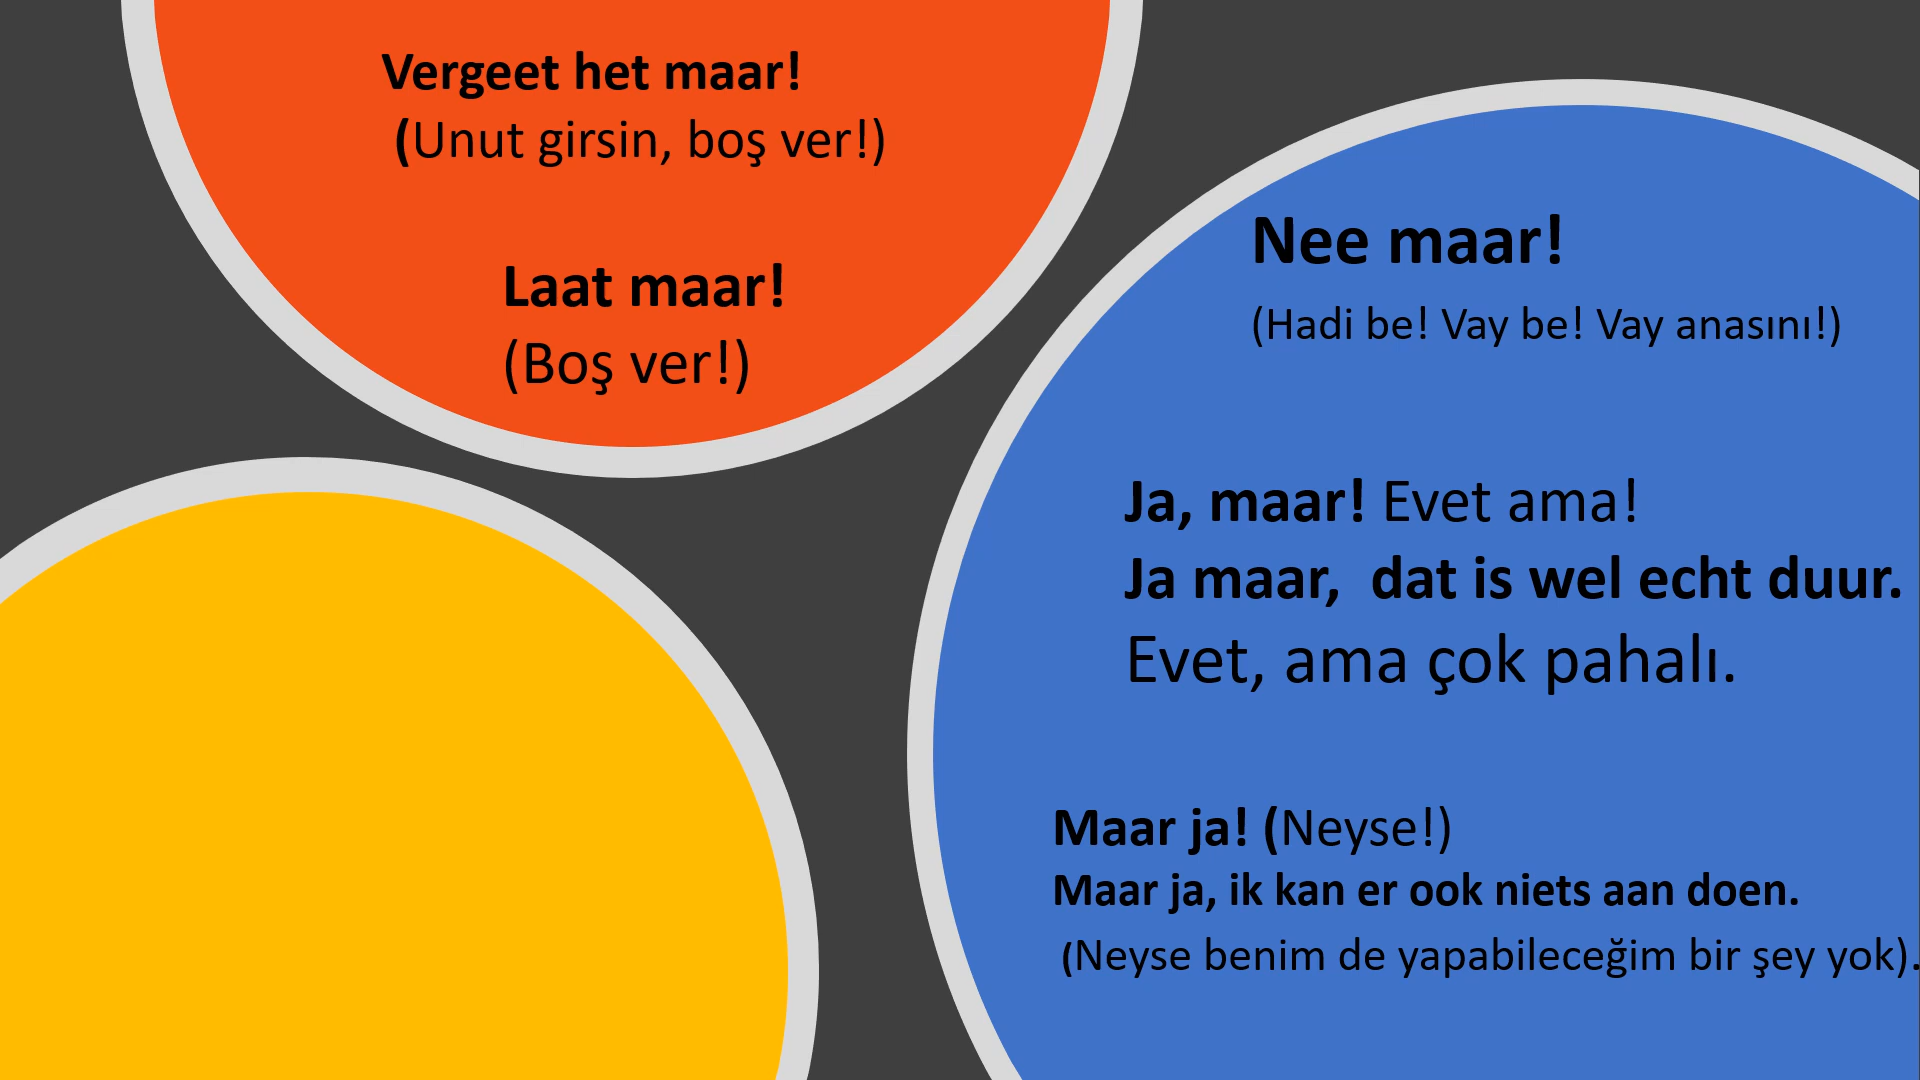 Vergeet het maar!
(Unut girsin, boş ver!)
Laat maar!
(Boş ver!)
Nee maar!
(Hadi be! Vay be! Vay anasını!)
Ja, maar! Evet ama!
Ja maar, dat is wel echt duur.
Evet, ama çok pahalı.
Maar ja! (Neyse!)
Maar ja, ik kan er ook niets aan doen.
(Neyse benim de yapabileceğim bir şey yok).